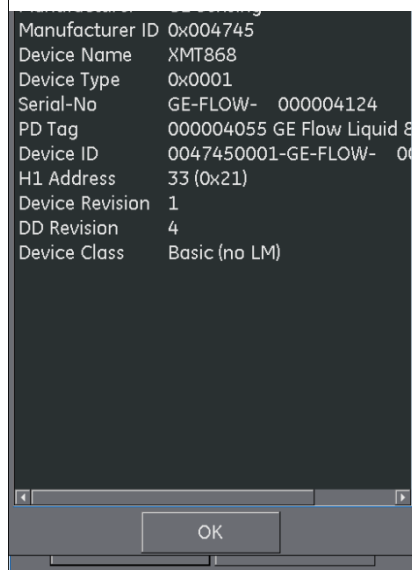 Manufacturer ID 0x004745
Device Name XMT868
Device Type 0x0001
Serial-No GE-FLOW- 000004124
PD Tag 000004055 GE Flow Liquid 8
Device ID 0047450001-GE-FLOW- 00
H1 Address 33 (0x21)
Device Revision 1
DD Revision 4
Device Class Basic (no LM)
OK